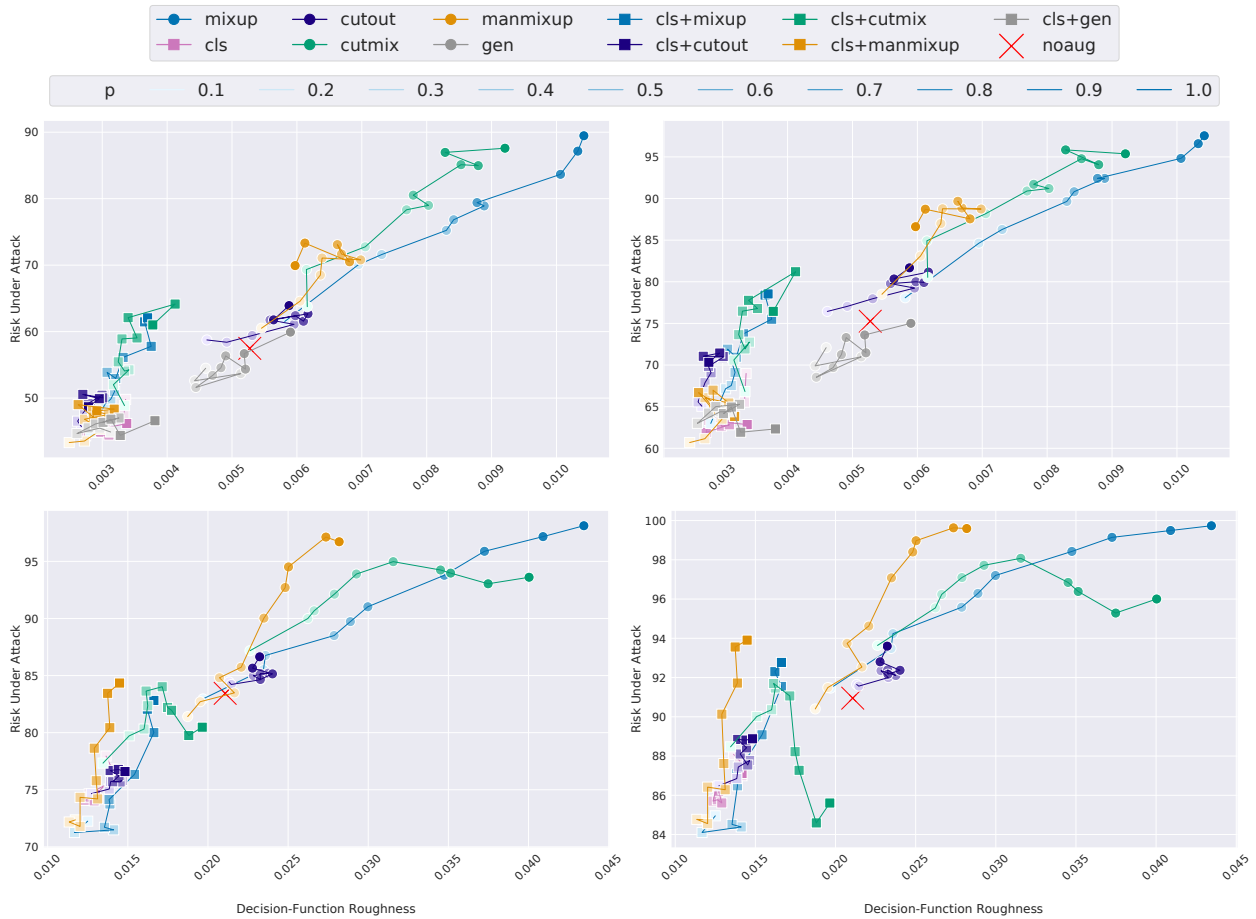 mixup cutout manmixup cls+mixup cls+cutmix cls+gen
cls cutmix gen cls+cutout cls+manmixup noaug
p 0.1 0.2 0.3 0.4 0.5 0.6 0.7 0.8 0.9 1.0
Risk Under Attack
90
80
70
60
50
0.003 0.004 0.005 0.006 0.007 0.008 0.009 0.010
Risk Under Attack
95
90
85
80
75
70
65
60
0.003 0.004 0.005 0.006 0.007 0.008 0.009 0.010
Risk Under Attack
95
90
85
80
75
70
0.010 0.015 0.020 0.025 0.030 0.035 0.040 0.045
Decision-Function Roughness
Risk Under Attack
100
98
96
94
92
90
88
86
84
0.010 0.015 0.020 0.025 0.030 0.035 0.040 0.045
Decision-Function Roughness